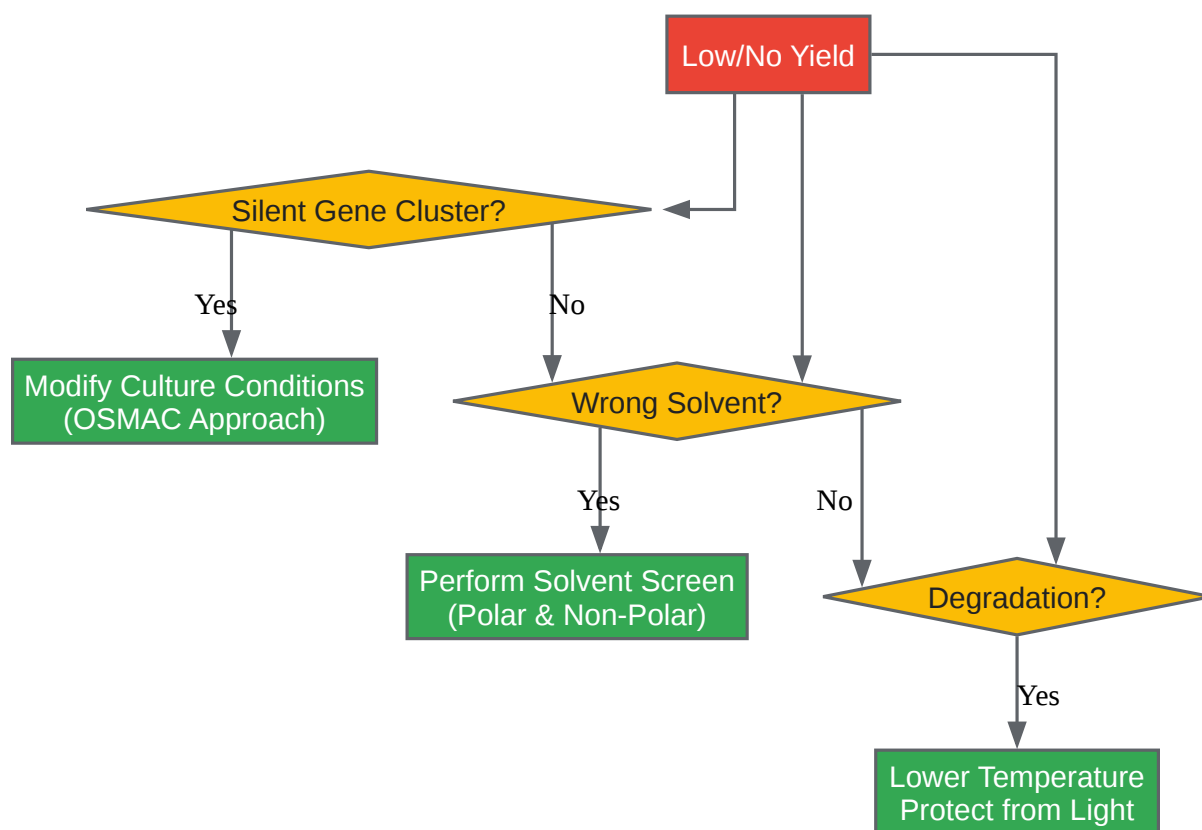 Low/No Yield
Silent Gene Cluster?
Yes
No
Modify Culture Conditions
(OSMAC Approach)
Wrong Solvent?
Yes
No
Perform Solvent Screen
(Polar & Non-Polar)
Degradation?
Yes
Lower Temperature
Protect from Light